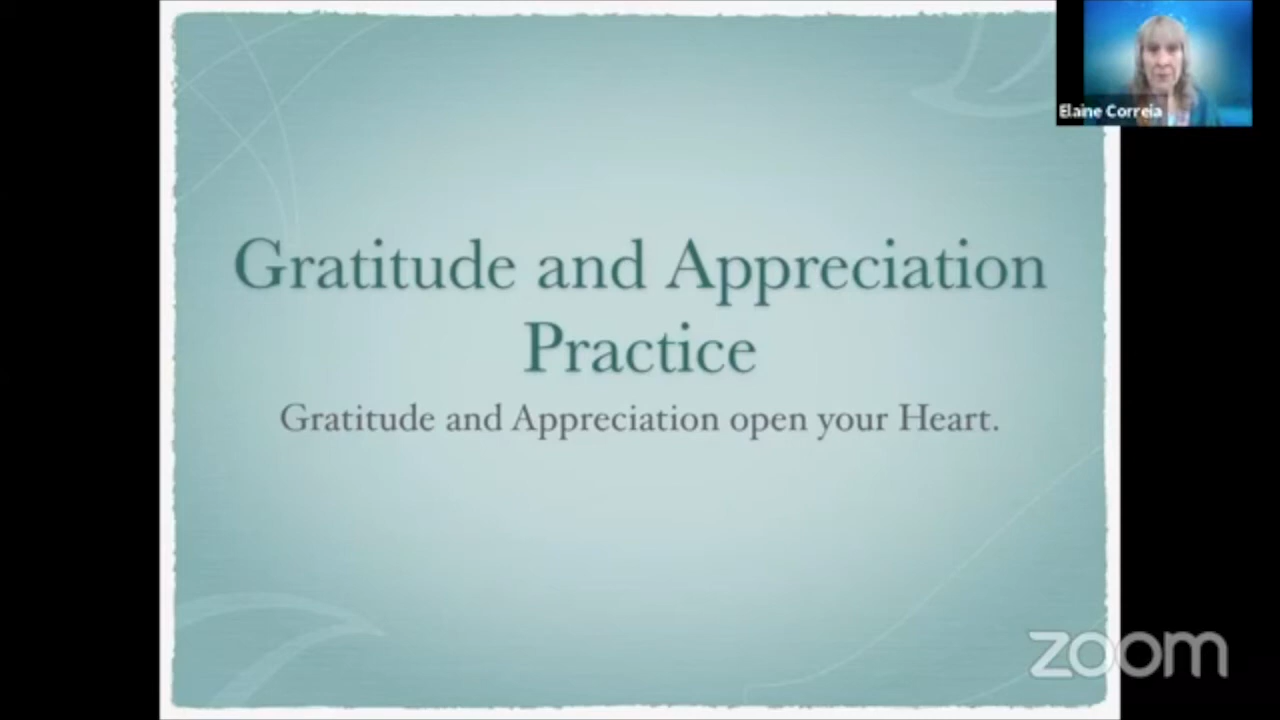 Elaine Correia
Gratitude and Appreciation
Practice
Gratitude and Appreciation open your Heart.
zoom